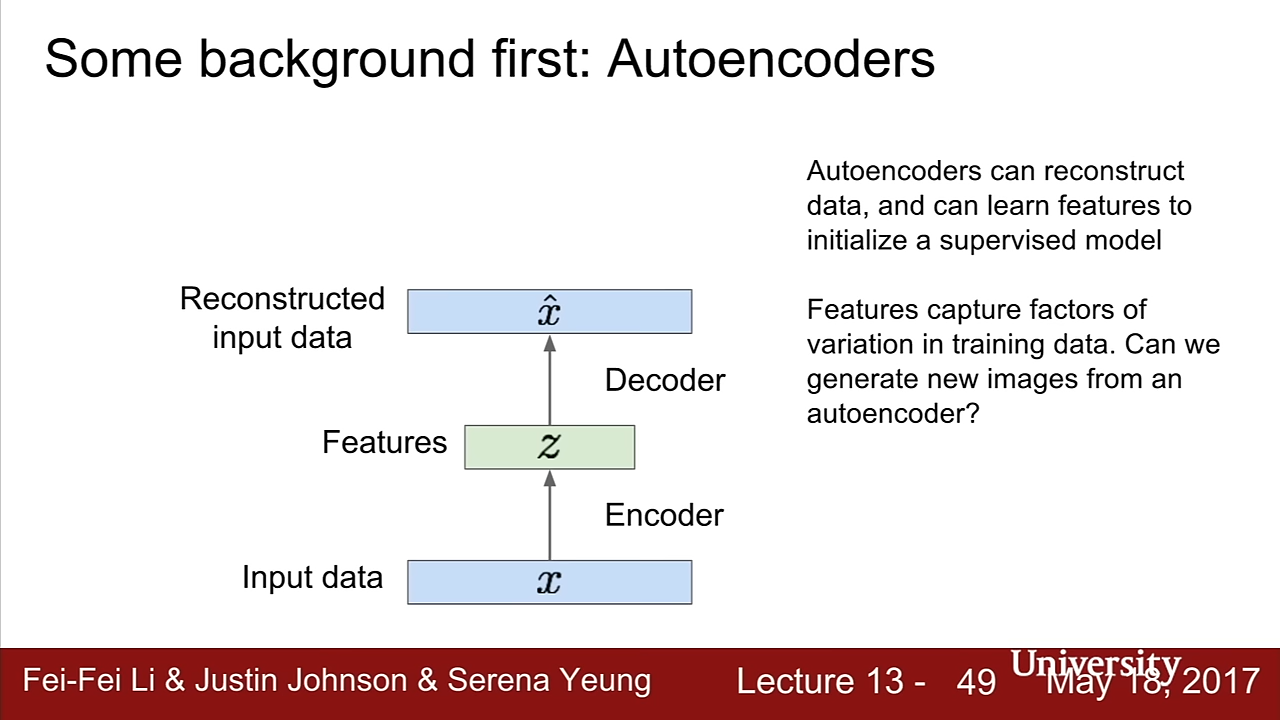 Some background first: Autoencoders
Autoencoders can reconstruct
data, and can learn features to
initialize a supervised model
Features capture factors of
variation in training data. Can we
generate new images from an
autoencoder?
Reconstructed
input data
x̂
Decoder
Features
z
Encoder
Input data
x
Fei-Fei Li & Justin Johnson & Serena Yeung
Lecture 13 - 49
University
May 18, 2017